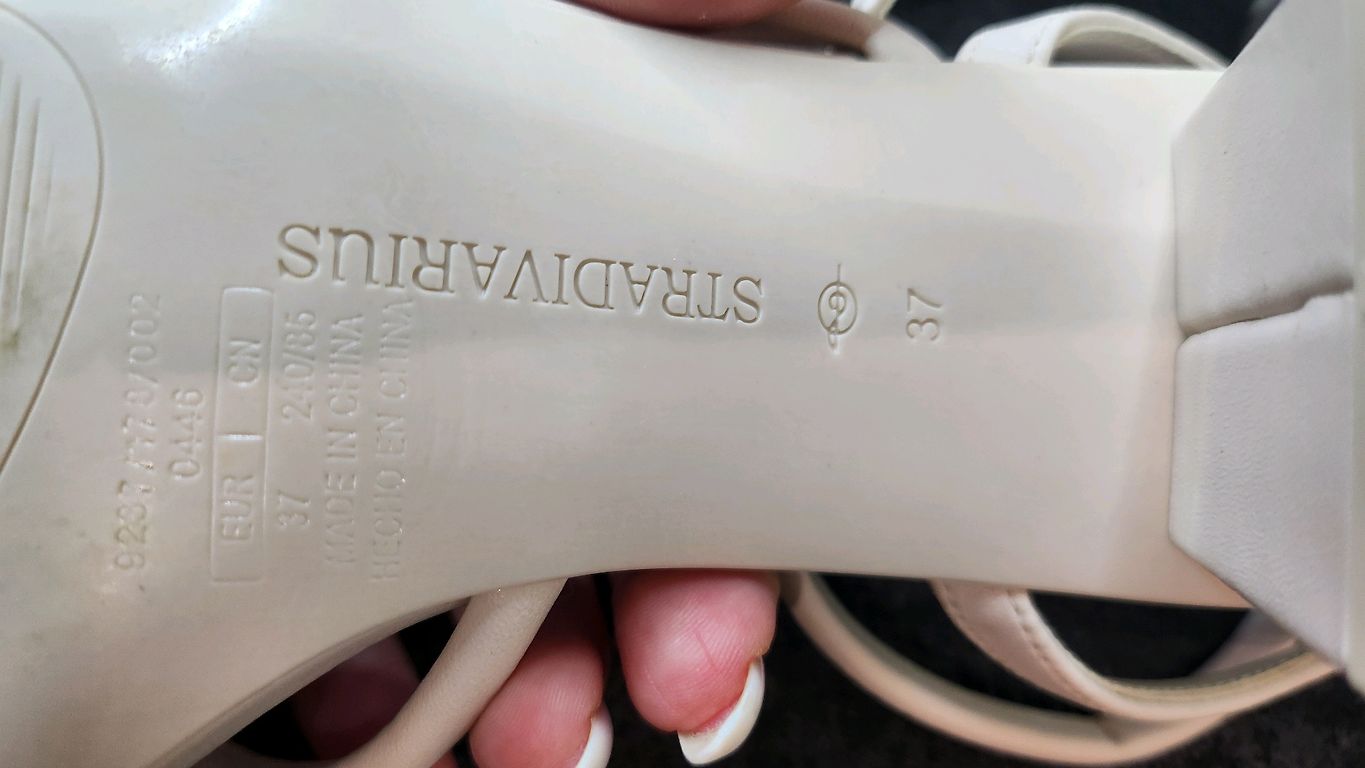 STRADIVARIUS
37
0446
EUR CN
37 240/85
MADE IN CHINA
HECHO EN CHINA